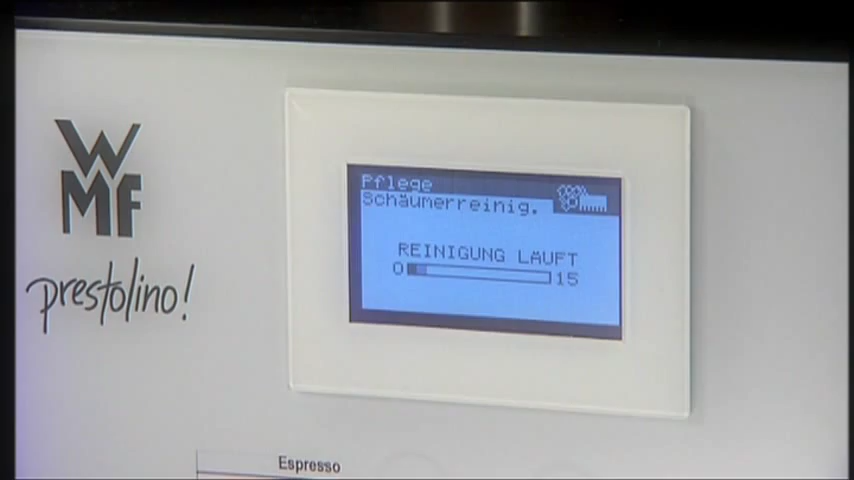 WMF
prestolino!
Pflege
Schäumerreinig.
REINIGUNG LÄUFT
0 15
Espresso